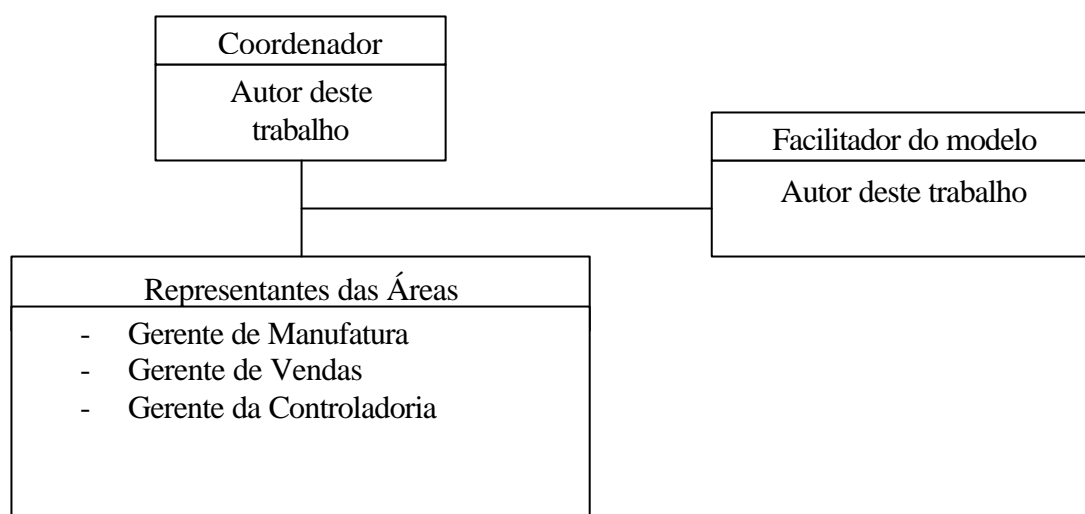 Coordenador
Autor deste
trabalho
Facilitador do modelo
Autor deste trabalho
Representantes das Áreas
- Gerente de Manufatura
- Gerente de Vendas
- Gerente da Controladoria